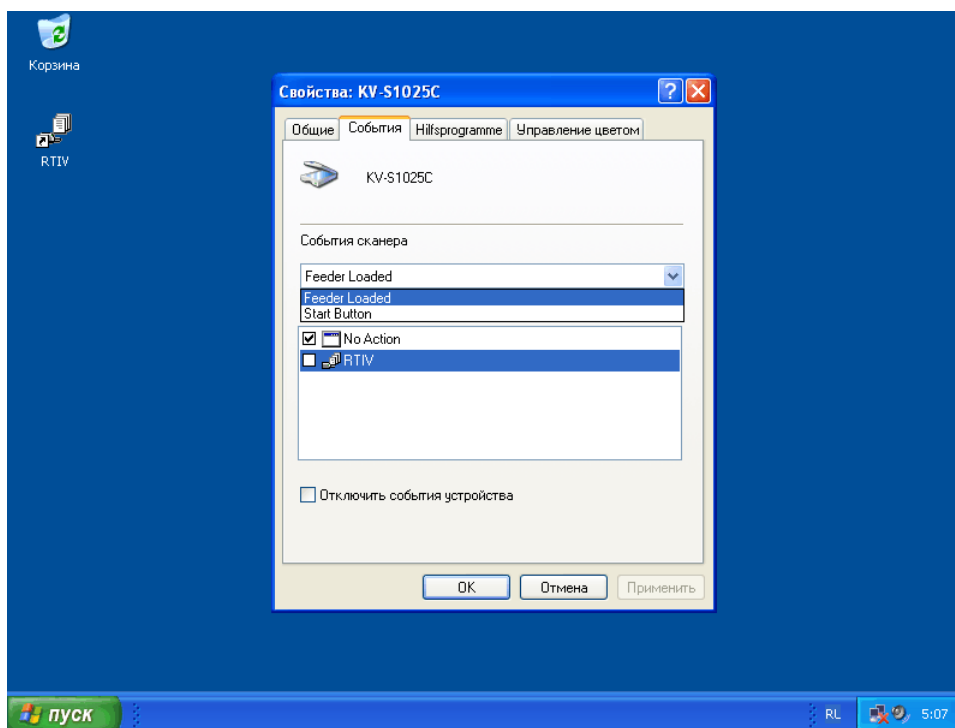 Корзина
RTIV
Свойства: KV-S1025C
Общие События Hilfsprogramme Управление цветом
KV-S1025C
События сканера
Feeder Loaded
Feeder Loaded
Start Button
No Action
RTIV
Отключить события устройства
OK Отмена Применить
пуск RL 5:07